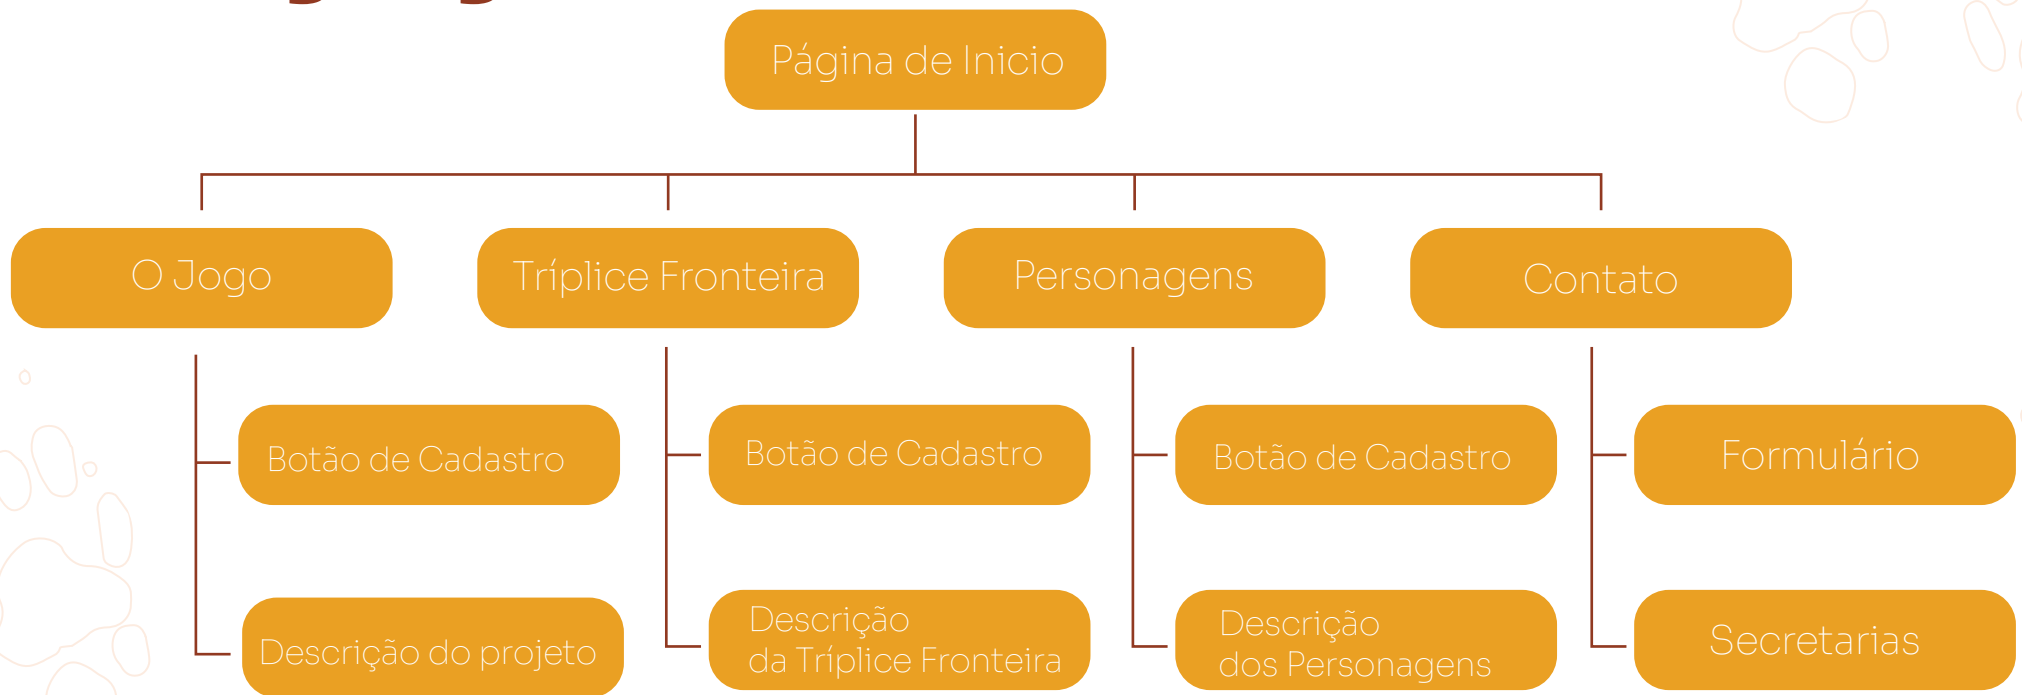 Página de Inicio
O Jogo
Tríplice Fronteira
Personagens
Contato
Botão de Cadastro
Botão de Cadastro
Botão de Cadastro
Formulário
Descrição do projeto
Descrição
da Tríplice Fronteira
Descrição
dos Personagens
Secretarias